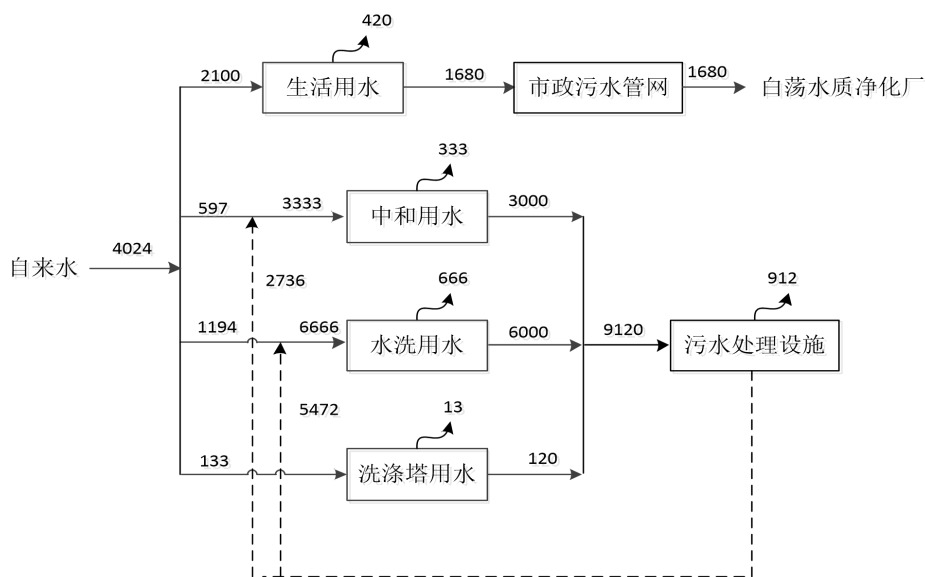 420
2100
生活用水
1680
市政污水管网
1680
白荡水质净化厂
333
597
3333
中和用水
3000
自来水
4024
2736
666
912
1194
6666
水洗用水
6000
9120
污水处理设施
5472
13
133
洗涤塔用水
120